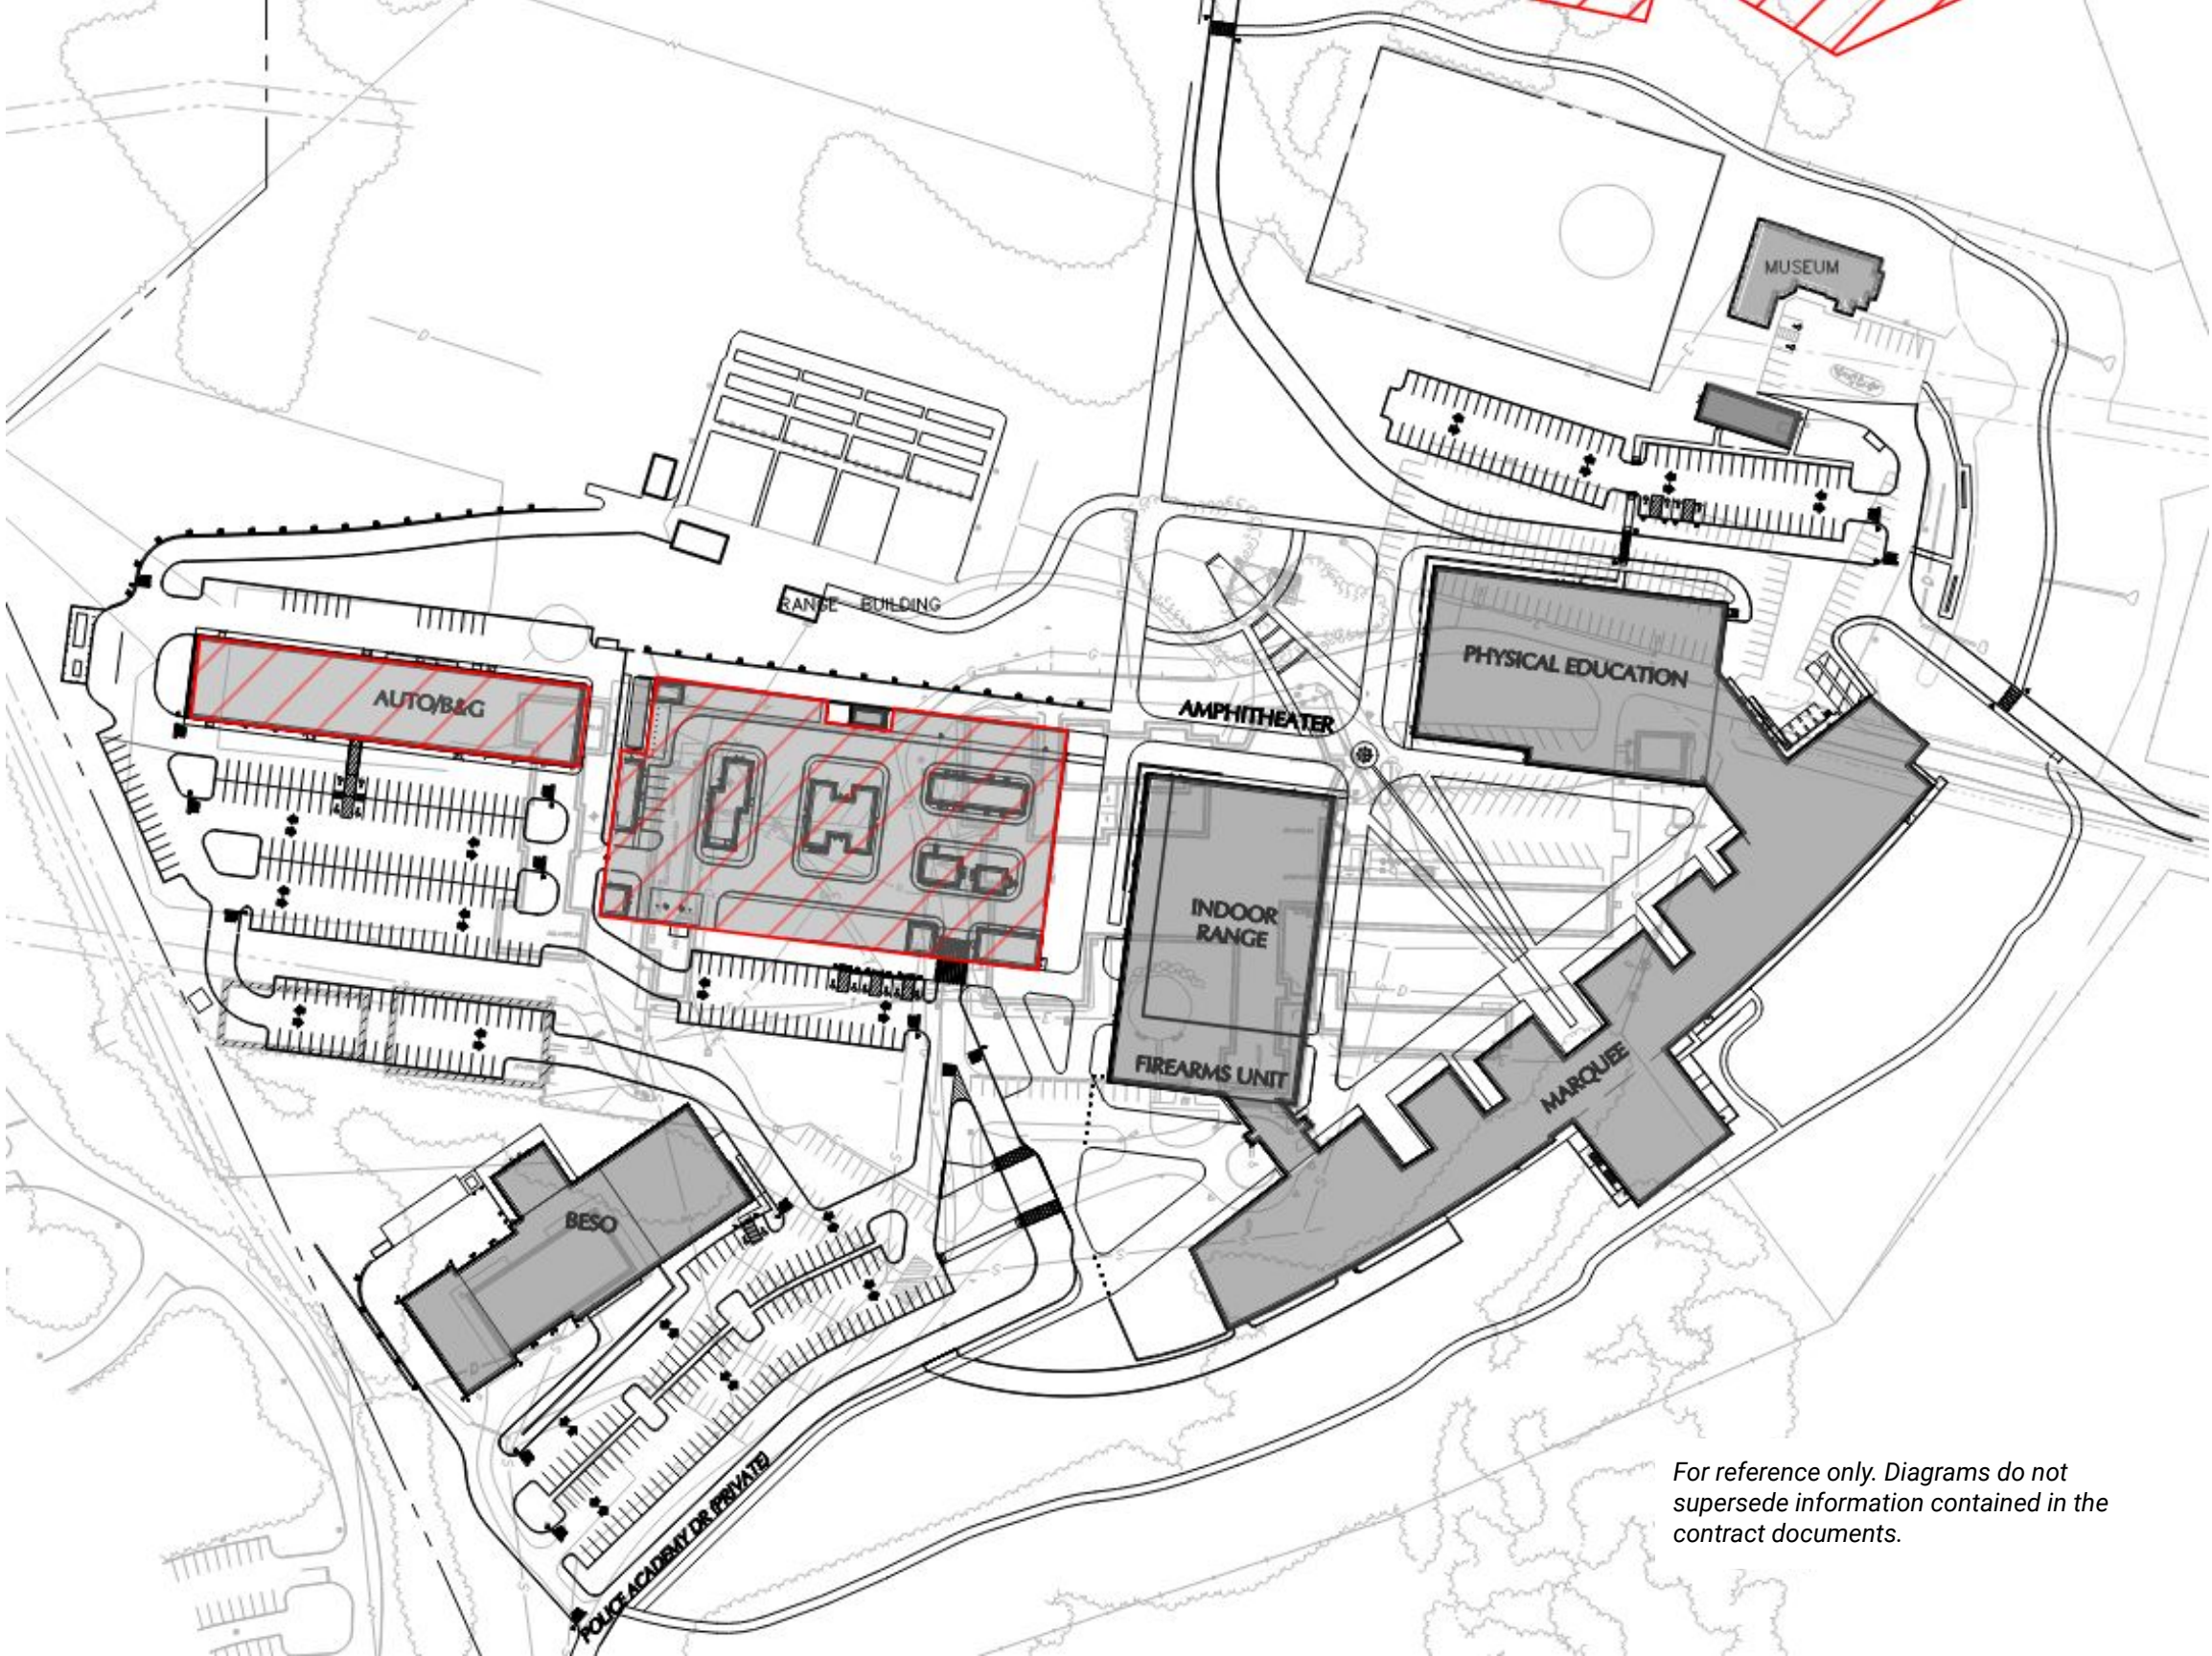 MUSEUM
RANGE BUILDING
PHYSICAL EDUCATION
AUTO/B&G
AMPHITHEATER
INDOOR
RANGE
FIREARMS UNIT
MARQUEE
BESO
POLICE ACADEMY DR (PRIVATE)
For reference only. Diagrams do not
supersede information contained in the
contract documents.